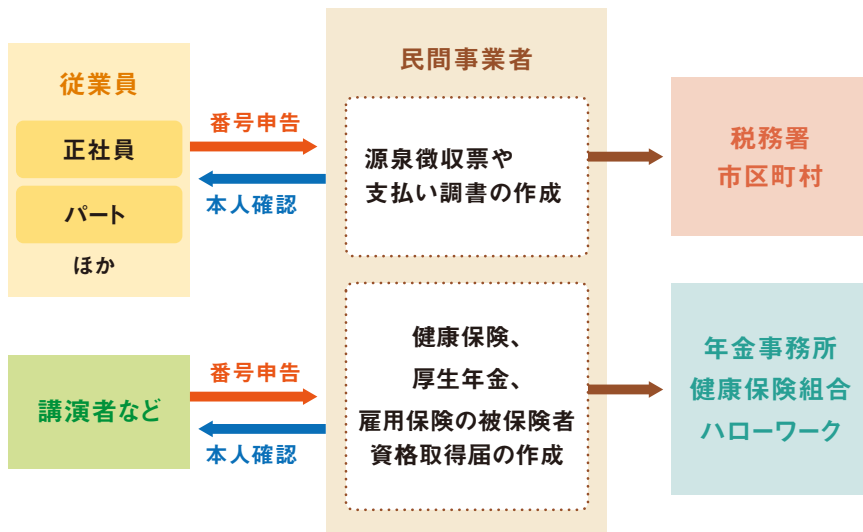 従業員
正社員
パート
ほか
番号申告
本人確認
講演者など
番号申告
本人確認
民間事業者
源泉徴収票や
支払い調書の作成
健康保険、
厚生年金、
雇用保険の被保険者
資格取得届の作成
税務署
市区町村
年金事務所
健康保険組合
ハローワーク